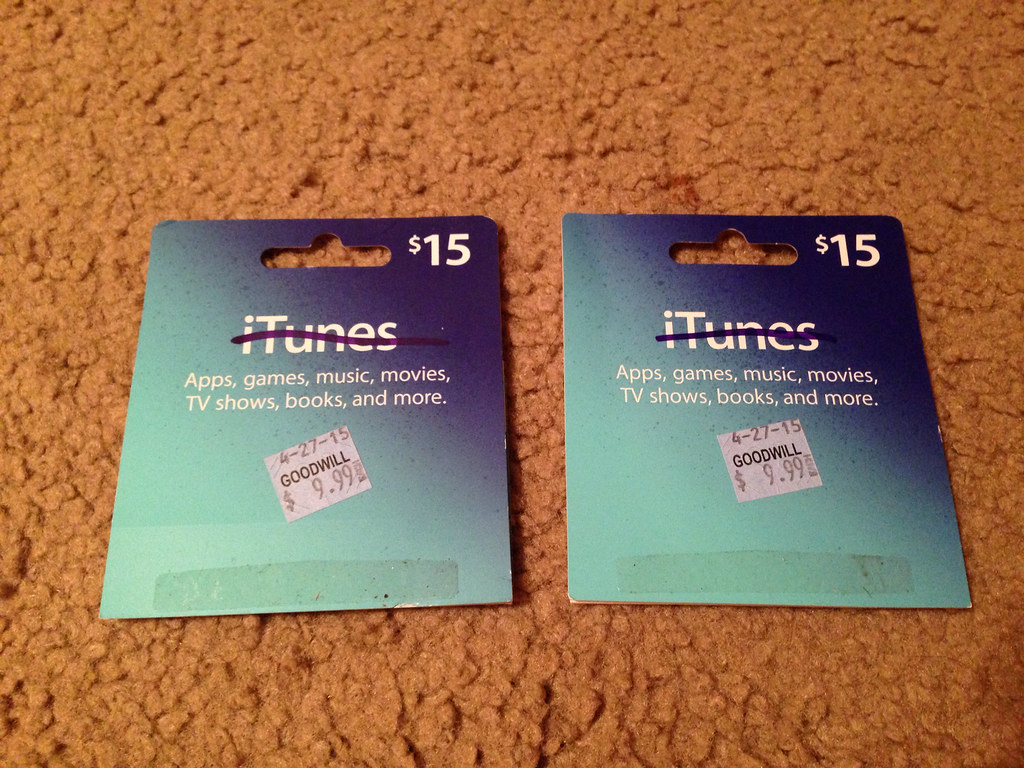 $15
iTunes
Apps, games, music, movies,
TV shows, books, and more.
4-27-15
GOODWILL
$ 9.99
$15
iTunes
Apps, games, music, movies,
TV shows, books, and more.
4-27-15
GOODWILL
$ 9.99